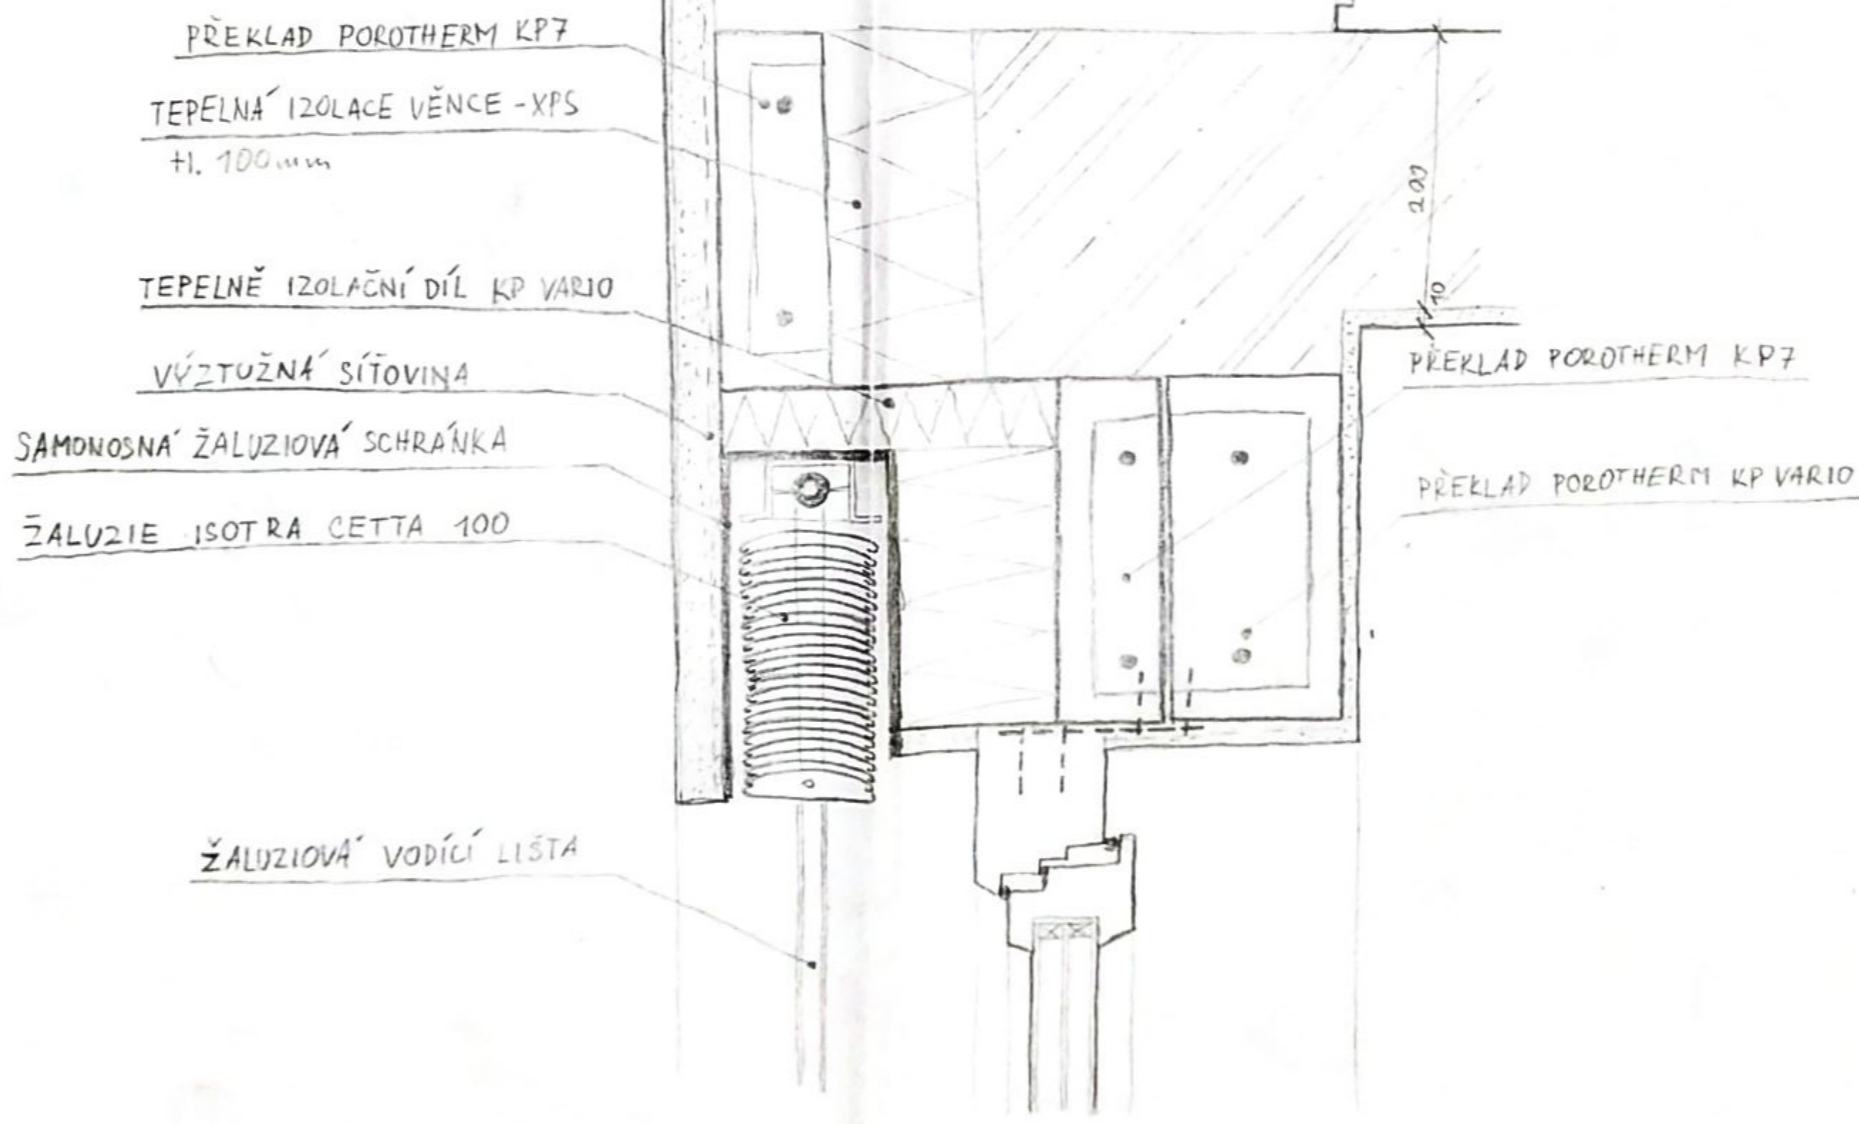 PŘEKLAD POROTHERM KP7
TEPELNÁ IZOLACE VĚNCE - XPS
tl. 100mm
TEPELNĚ IZOLAČNÍ DÍL KP VARIO
VÝZTUŽNÁ SÍŤOVINA
SAMONOSNÁ ŽALUZIOVÁ SCHRÁNKA
ŽALUZIE ISOTRA CETTA 100
ŽALUZIOVÁ VODÍCÍ LIŠTA
200
10
PŘEKLAD POROTHERM KP7
PŘEKLAD POROTHERM KP VARIO